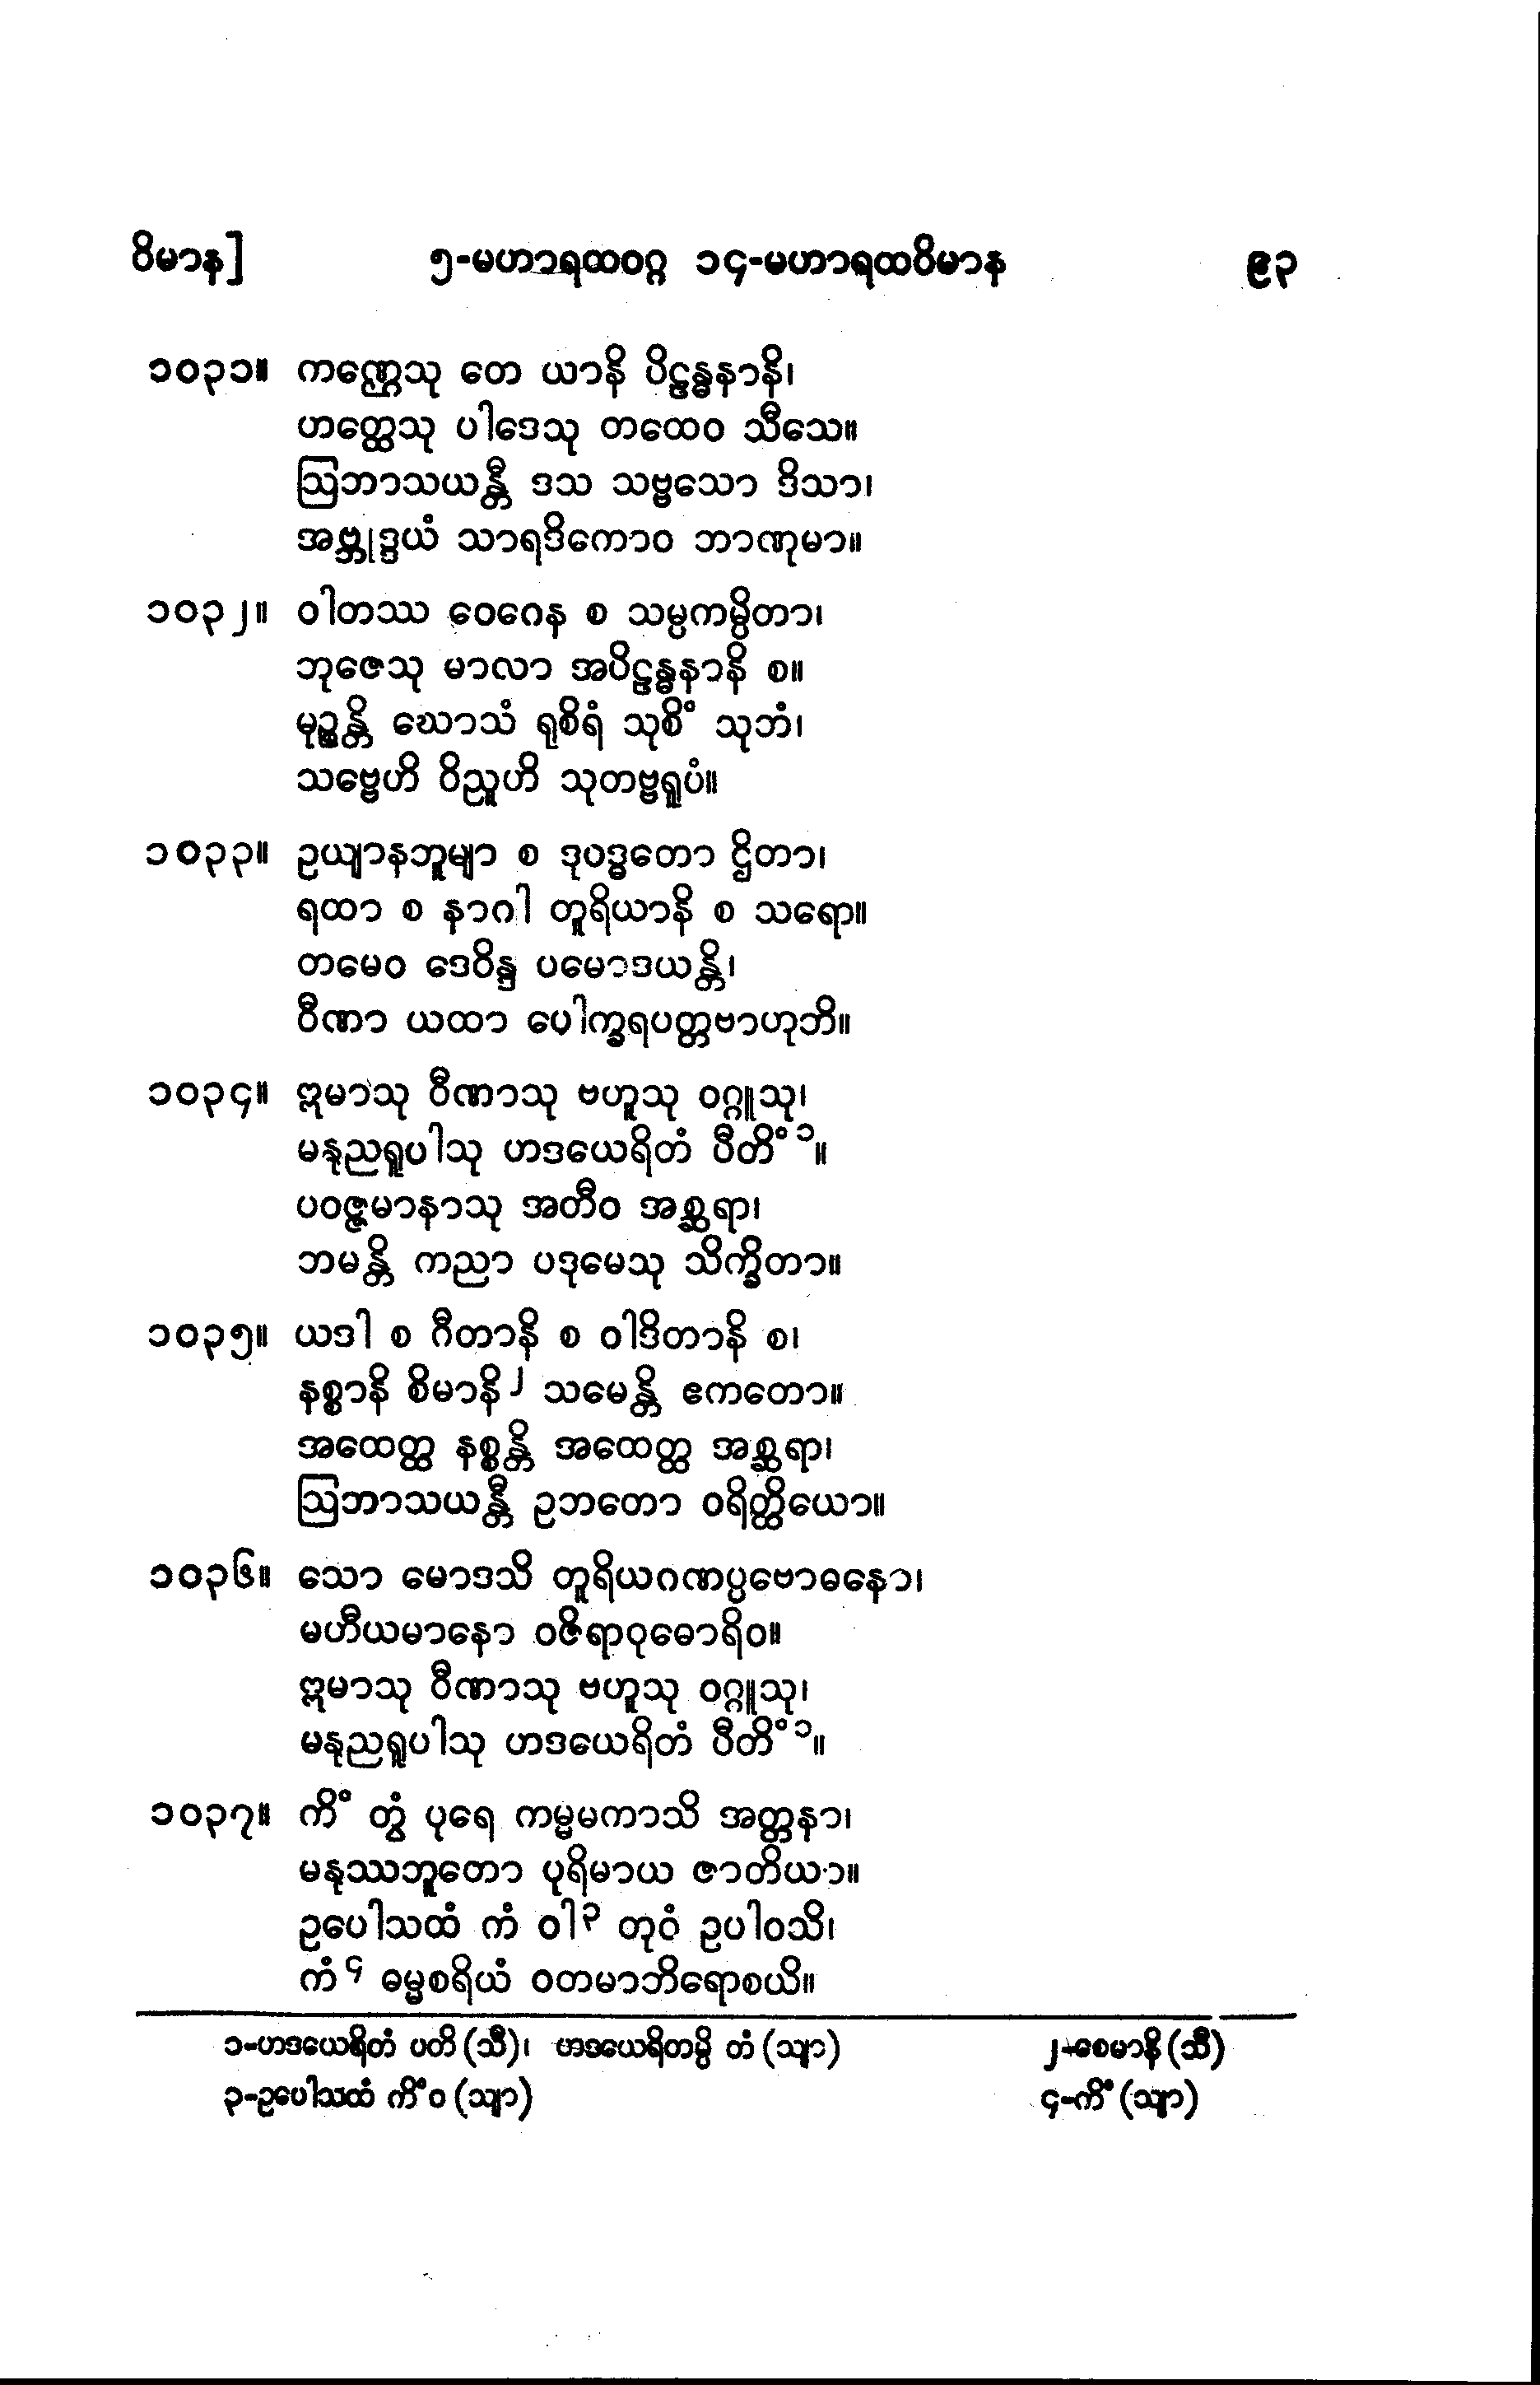 ဝိမာန] ၅-မဟာရထဝဂ္ဂ ၁၄-မဟာရထဝိမာန ၉၃
၁၀၃၁။ ကဏ္ဌေသု တေ ယာနိ ပိဠန္ဓနာနိ၊
ဟတ္ထေသု ပါဒေသု တထေဝ သီသေ။
ဩဘာသယန္တီ ဒသ သဗ္ဗသော ဒိသာ၊
အဗ္ဘုဒ္ဒယံ သာရဒိကောဝ ဘာဏုမာ။
၁၀၃၂။ ဝါတဿ ဝေဂေန စ သမ္ပကမ္ပိတာ၊
ဘုဇေသု မာလာ အပိဠန္ဓနာနိ စ။
မုဉ္စန္တိ ဃောသံ ရုစိရံ သုစိံ သုဘံ၊
သဗ္ဗေဟိ ဝိညူဟိ သုတဗ္ဗရူပံ။
၁၀၃၃။ ဥယျာနဘူမျာ စ ဒုဝဒ္ဓတော ဌိတာ၊
ရထာ စ နာဂါ တူရိယာနိ စ သရော။
တမေဝ ဒေဝိန္ဒ ပမောဒယန္တိ၊
ဝီဏာ ယထာ ပေါက္ခရပတ္တဗာဟုဘိ။
၁၀၃၄။ ဣမာသု ဝီဏာသု ဗဟူသု ဝဂ္ဂူသု၊
မနုညရူပါသု ဟဒယေရိတံ ပီတိံ ၁။
ပဝဇ္ဇမာနာသု အတီဝ အစ္ဆရာ၊
ဘမန္တိ ကညာ ပဒုမေသု သိက္ခိတာ။
၁၀၃၅။ ယဒါ စ ဂီတာနိ စ ဝါဒိတာနိ စ၊
နစ္စာနိ စိမာနိ ၂ သမေန္တိ ဧကတော။
အထေတ္ထ နစ္စန္တိ အထေတ္ထ အစ္ဆရာ၊
ဩဘာသယန္တီ ဥဘတော ဝရိတ္ထိယော။
၁၀၃၆။ သော မောဒသိ တူရိယဂဏပ္ပဗောဓနော၊
မဟီယမာနော ဝဇိရာဝုဓောရိဝ။
ဣမာသု ဝီဏာသု ဗဟူသု ဝဂ္ဂူသု၊
မနုညရူပါသု ဟဒယေရိတံ ပီတိံ ၁။
၁၀၃၇။ ကိံ တွံ ပုရေ ကမ္မမကာသိ အတ္တနာ၊
မနုဿဘူတော ပုရိမာယ ဇာတိယာ။
ဥပေါသထံ ကံ ဝါ ၃ တုဝံ ဥပါဝသိ၊
ကံ ၄ ဓမ္မစရိယံ ဝတမာဘိရောစယိ။
၁-ဟဒယေရိတံ ပတိ (သီ)၊ ဟဒယေရိတမ္ပိ တံ (သျာ) ၂-စေမာနိ (သီ)
၃-ဥပေါသထံ ကိံ ဝ (သျာ) ၄-ကိံ (သျာ)